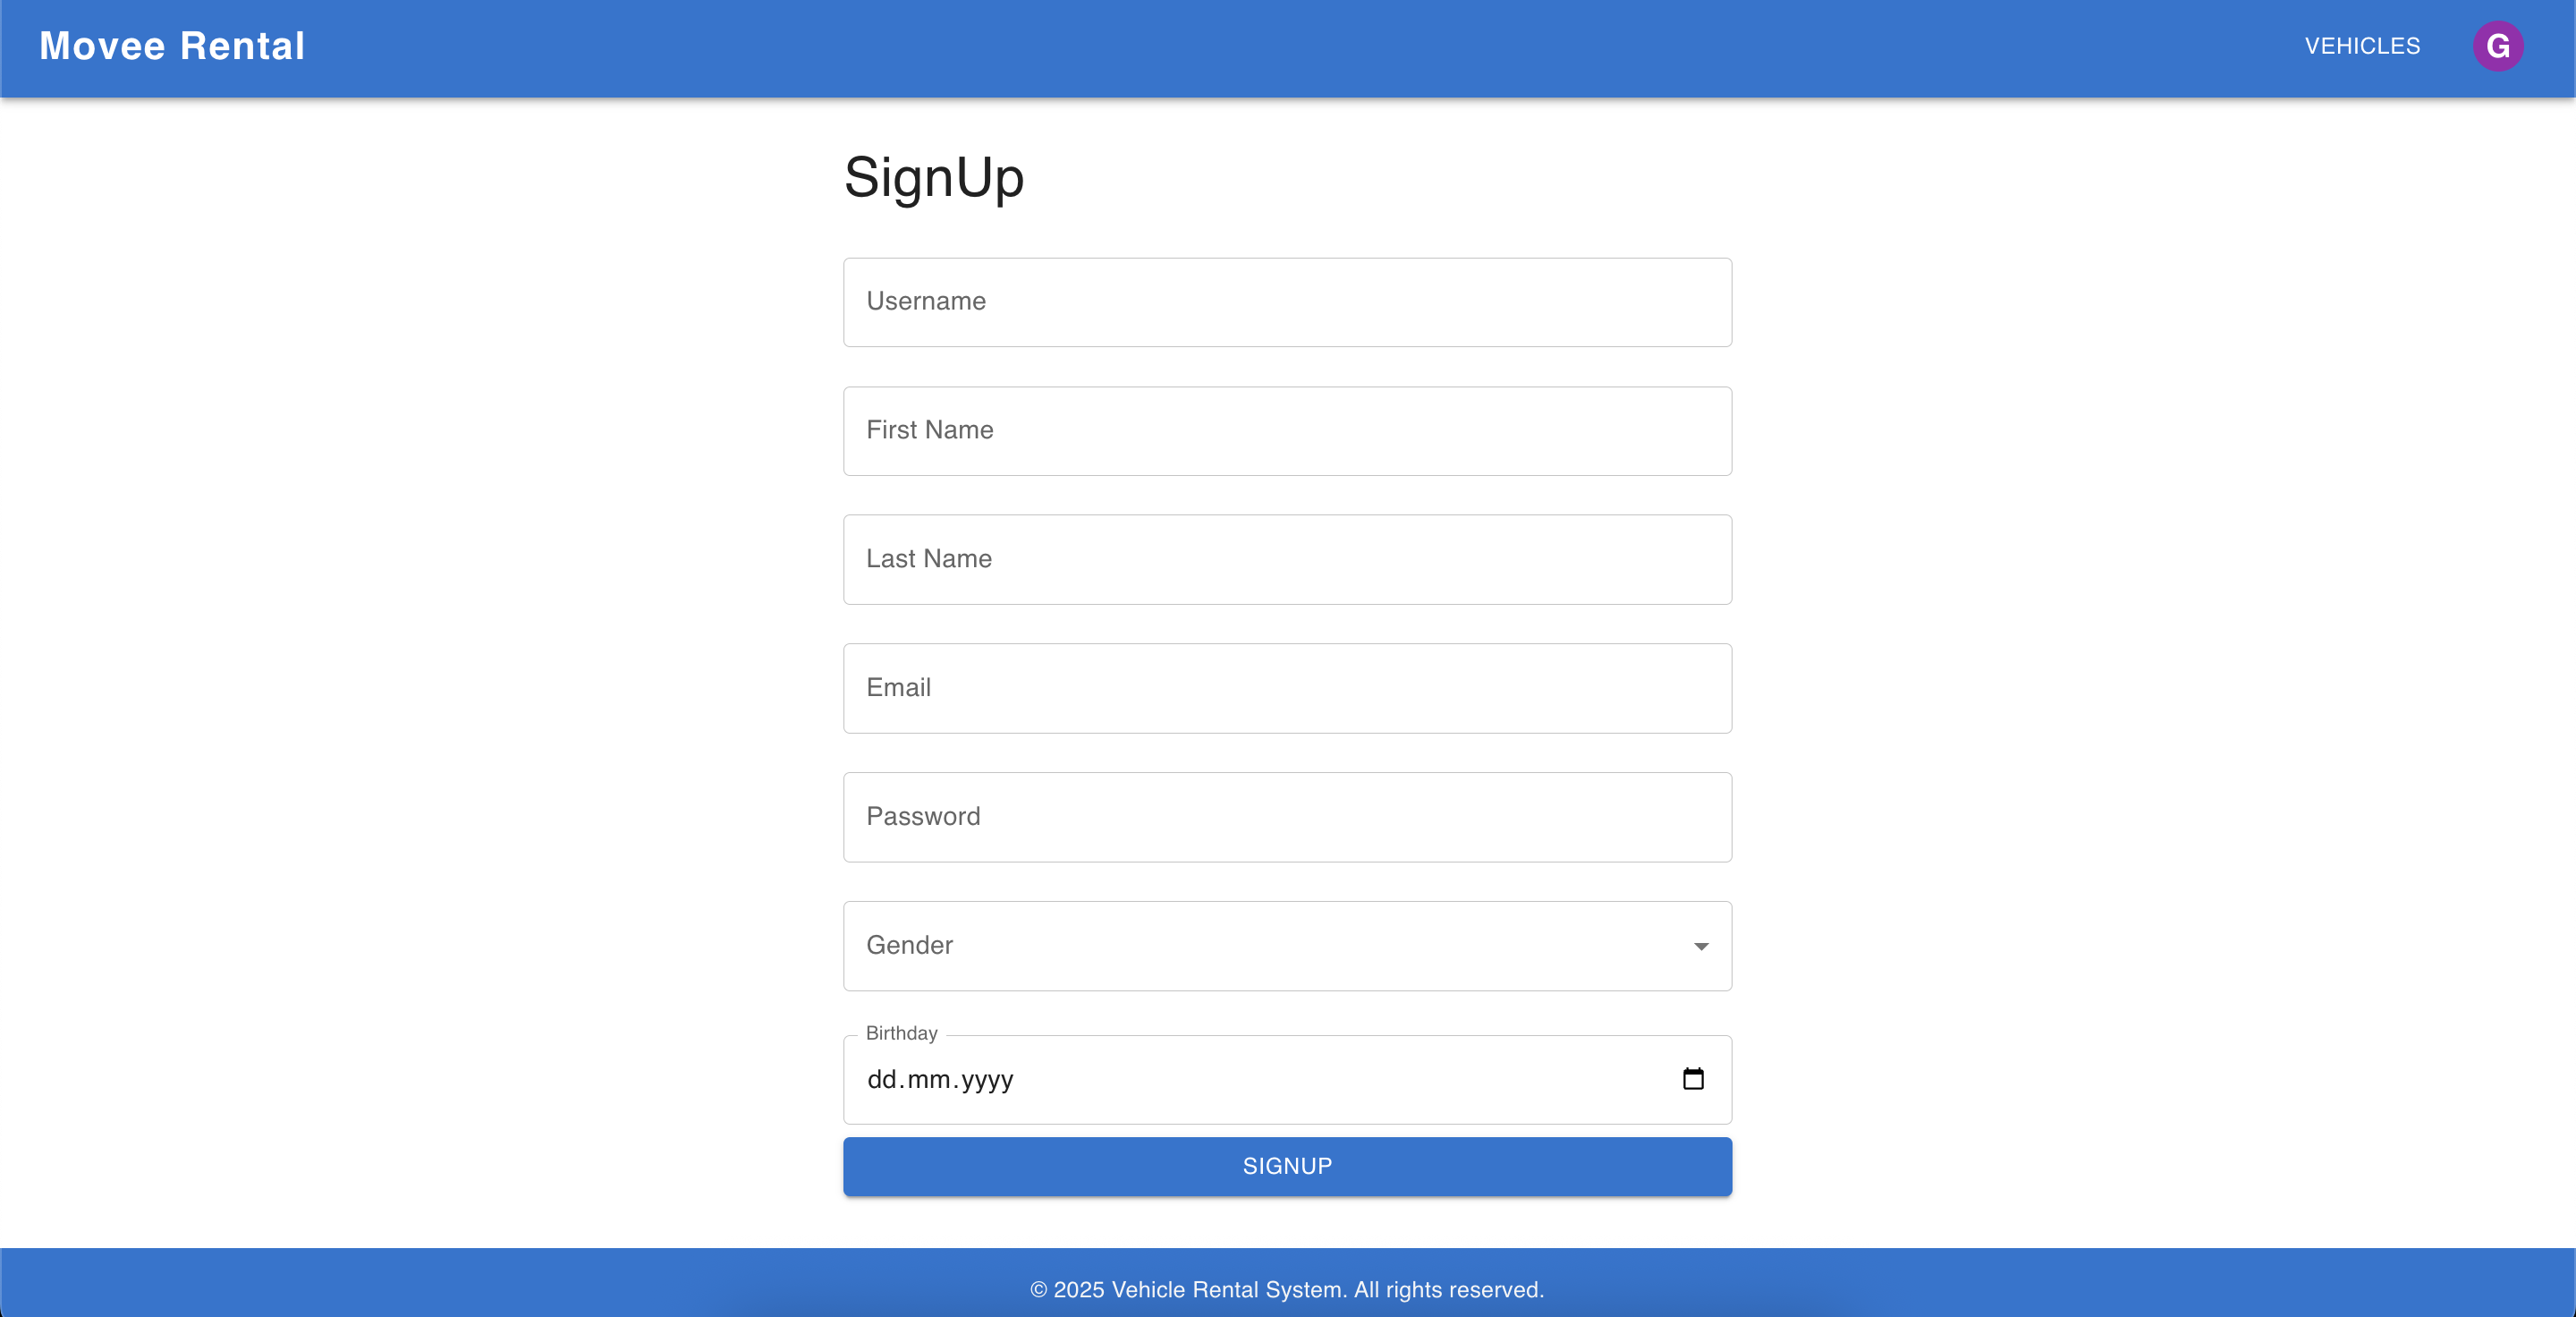 Movee Rental
VEHICLES
G
SignUp
Username
First Name
Last Name
Email
Password
Gender
Birthday
dd.mm.yyyy
SIGNUP
© 2025 Vehicle Rental System. All rights reserved.